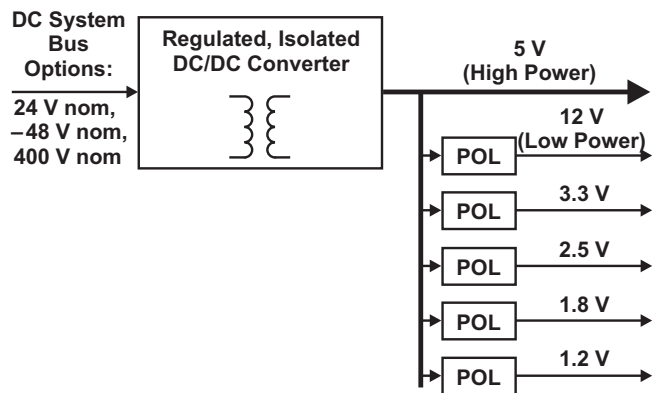 DC System
Bus
Options:
24 V nom,
–48 V nom,
400 V nom
Regulated, Isolated
DC/DC Converter
5 V
(High Power)
12 V
(Low Power)
POL
3.3 V
POL
2.5 V
POL
1.8 V
POL
1.2 V
POL